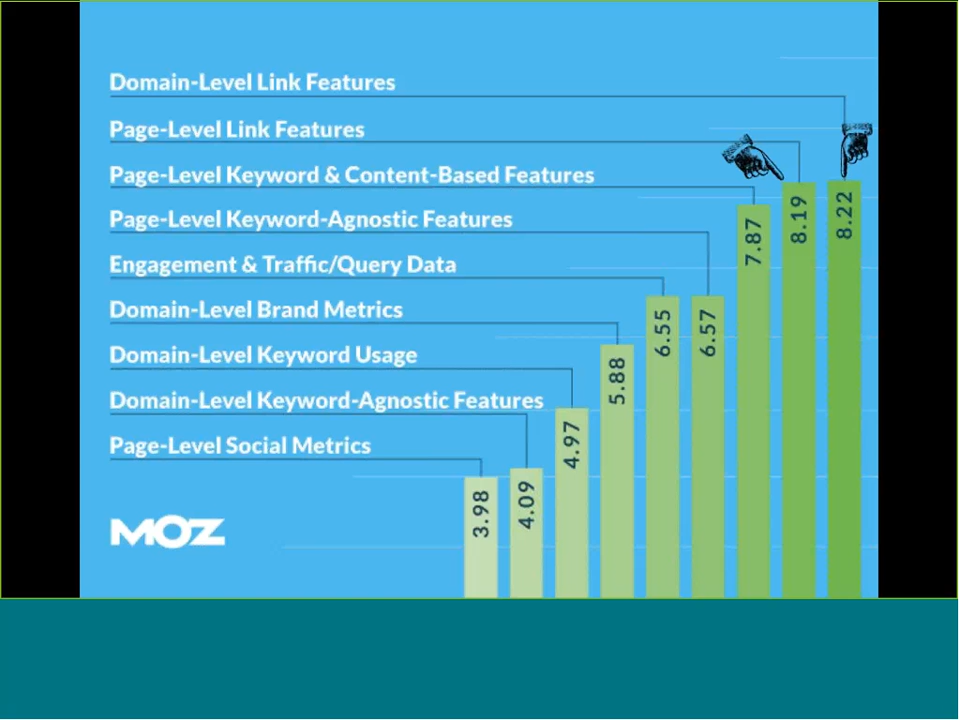 Domain-Level Link Features
Page-Level Link Features
Page-Level Keyword & Content-Based Features
Page-Level Keyword-Agnostic Features
Engagement & Traffic/Query Data
Domain-Level Brand Metrics
Domain-Level Keyword Usage
Domain-Level Keyword-Agnostic Features
Page-Level Social Metrics
3.98
4.09
4.97
5.88
6.55
6.57
7.87
8.19
8.22
MOZ